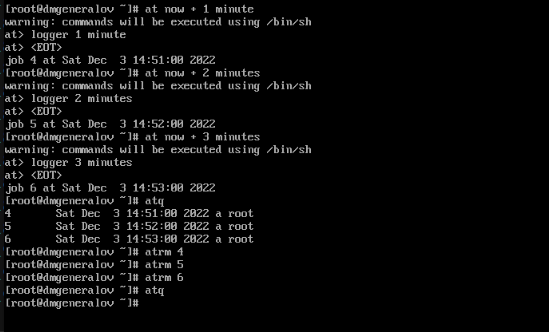 [root@dmgeneralov ~]# at now + 1 minute
warning: commands will be executed using /bin/sh
at> logger 1 minute
at> <EOT>
job 4 at Sat Dec  3 14:51:00 2022
[root@dmgeneralov ~]# at now + 2 minutes
warning: commands will be executed using /bin/sh
at> logger 2 minutes
at> <EOT>
job 5 at Sat Dec  3 14:52:00 2022
[root@dmgeneralov ~]# at now + 3 minutes
warning: commands will be executed using /bin/sh
at> logger 3 minutes
at> <EOT>
job 6 at Sat Dec  3 14:53:00 2022
[root@dmgeneralov ~]# atq
4       Sat Dec  3 14:51:00 2022 a root
5       Sat Dec  3 14:52:00 2022 a root
6       Sat Dec  3 14:53:00 2022 a root
[root@dmgeneralov ~]# atrm 4
[root@dmgeneralov ~]# atrm 5
[root@dmgeneralov ~]# atrm 6
[root@dmgeneralov ~]# atq
[root@dmgeneralov ~]#